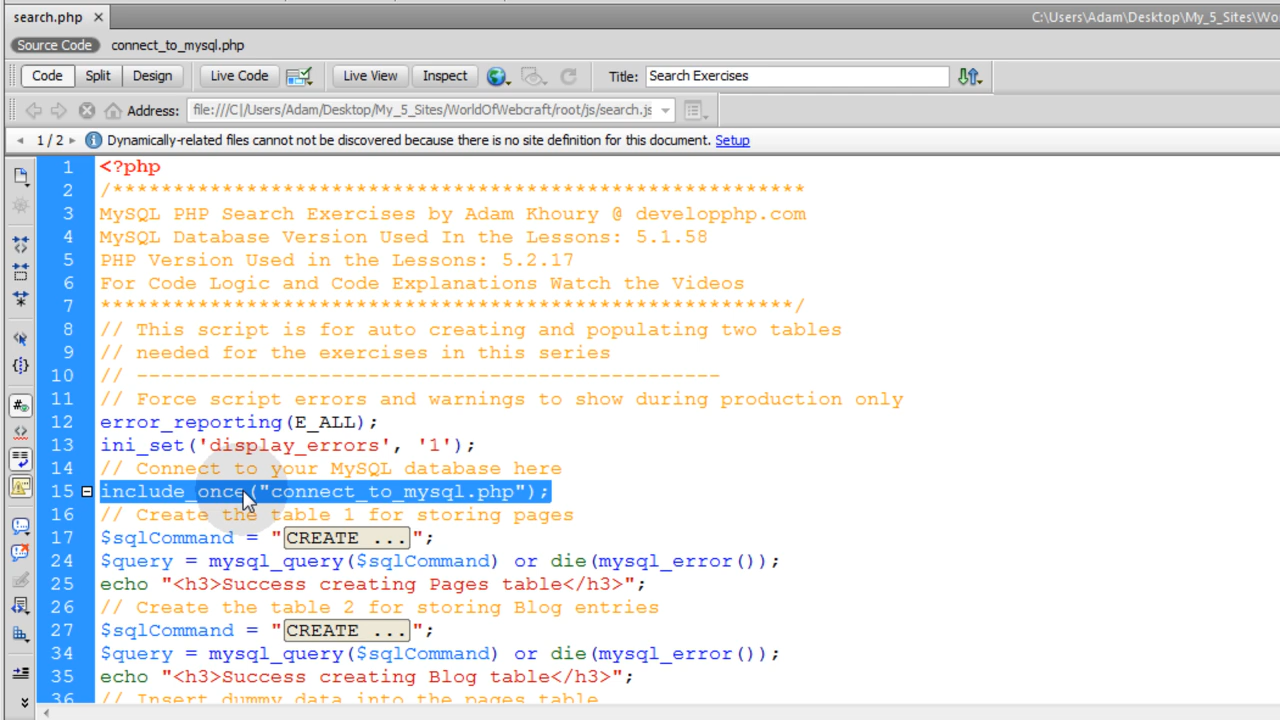 search.php ×
C:\Users\Adam\Desktop\My_5_Sites\Wo
Source Code connect_to_mysql.php
Code Split Design Live Code Live View Inspect Title: Search Exercises
Address: file:///C|/Users/Adam/Desktop/My_5_Sites/WorldOfWebcraft/root/js/search.js
1 / 2 Dynamically-related files cannot not be discovered because there is no site definition for this document. Setup
1 <?php
2 /*******************************************************
3 MySQL PHP Search Exercises by Adam Khoury @ developphp.com
4 MySQL Database Version Used In the Lessons: 5.1.58
5 PHP Version Used in the Lessons: 5.2.17
6 For Code Logic and Code Explanations Watch the Videos
7 *********************************************************/
8 // This script is for auto creating and populating two tables
9 // needed for the exercises in this series
10 // ------------------------------------------------
11 // Force script errors and warnings to show during production only
12 error_reporting(E_ALL);
13 ini_set('display_errors', '1');
14 // Connect to your MySQL database here
15 include_once("connect_to_mysql.php");
16 // Create the table 1 for storing pages
17 $sqlCommand = "CREATE ...";
24 $query = mysql_query($sqlCommand) or die(mysql_error());
25 echo "<h3>Success creating Pages table</h3>";
26 // Create the table 2 for storing Blog entries
27 $sqlCommand = "CREATE ...";
34 $query = mysql_query($sqlCommand) or die(mysql_error());
35 echo "<h3>Success creating Blog table</h3>";
36 // Insert dummy data into the pages table